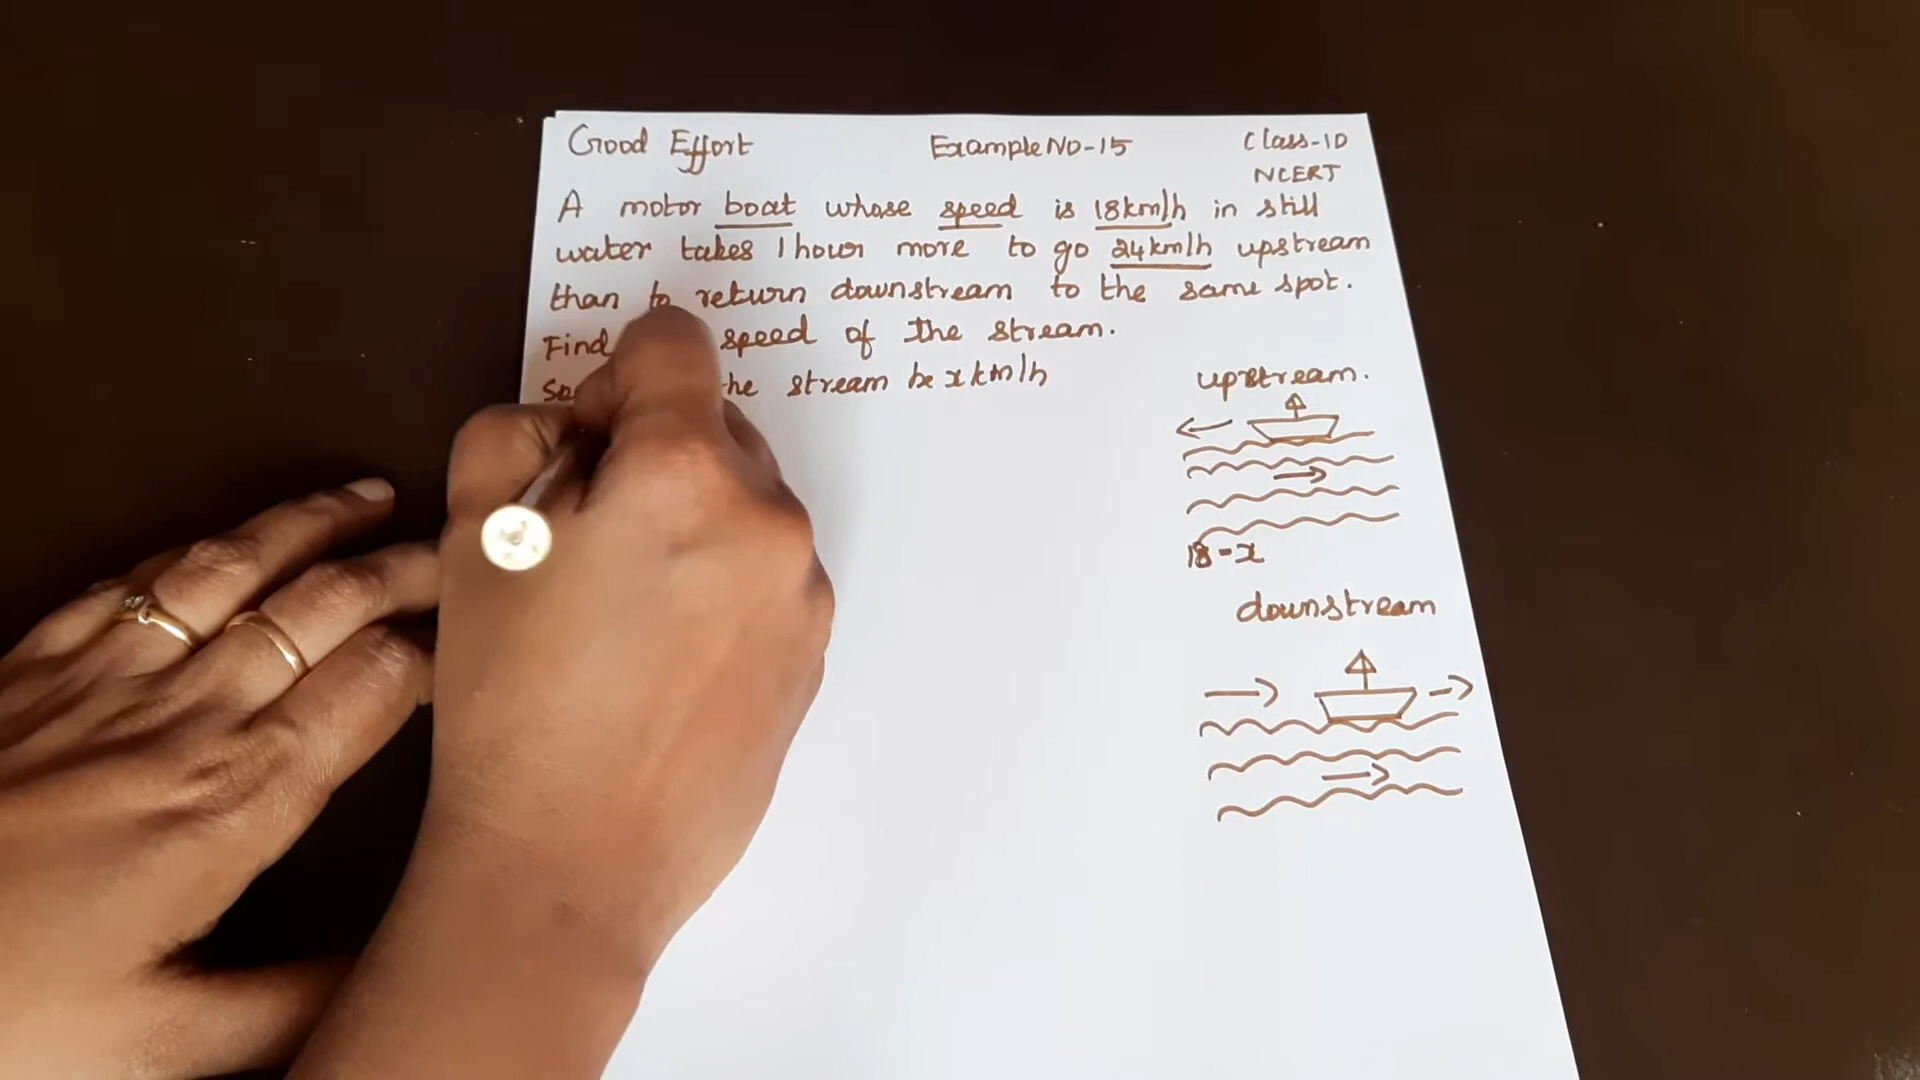 Good Effort Example No-15 Class-10
NCERT
A motor boat whose speed is 18km/h in still
water takes 1 hour more to go 24km/h upstream
than to return downstream to the same spot.
Find speed of the stream.
the stream be x km/h
upstream.
18-x
downstream